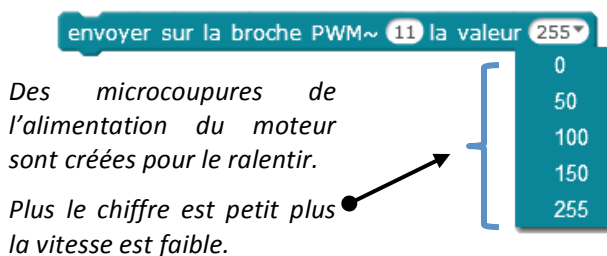 envoyer sur la broche PWM~ 11 la valeur 255
0
50
100
150
255
Des microcoupures de
l'alimentation du moteur
sont créées pour le ralentir.
Plus le chiffre est petit plus
la vitesse est faible.